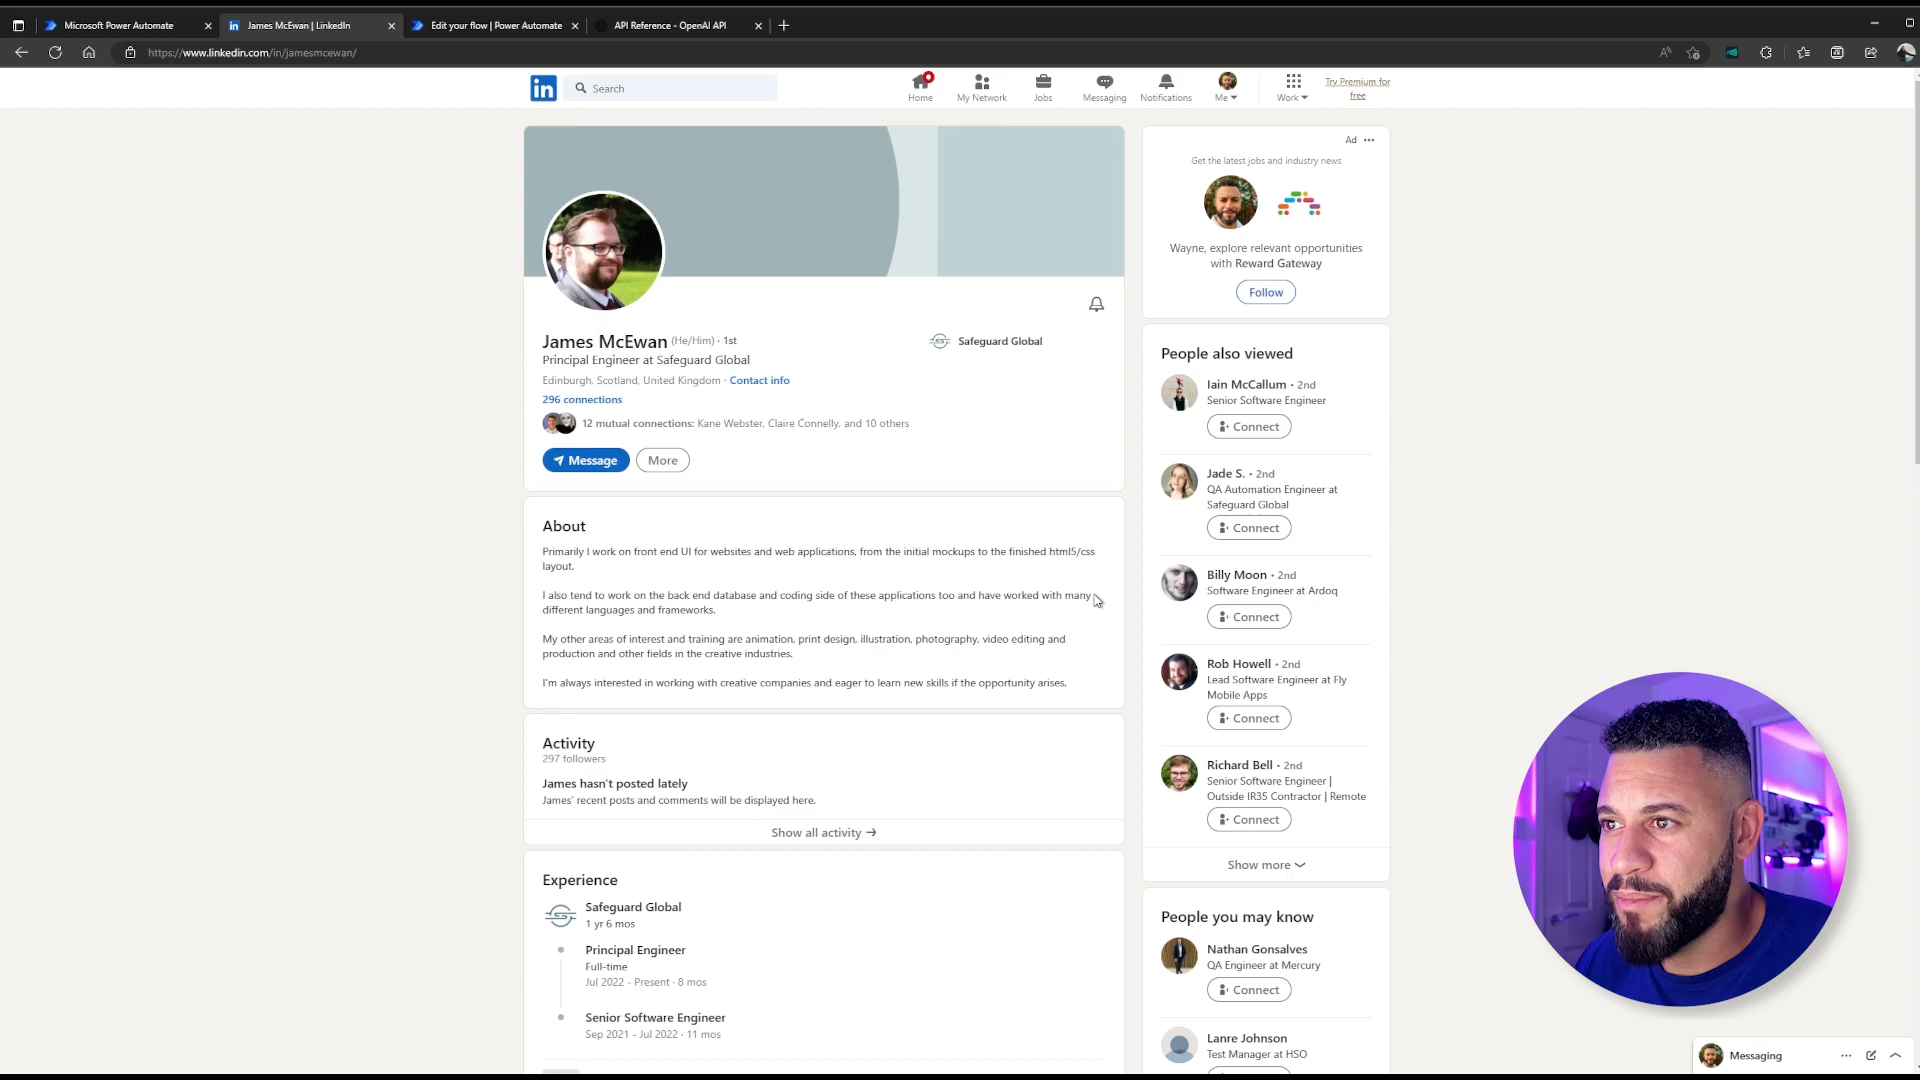 Microsoft Power Automate
James McEwan | LinkedIn
Edit your flow | Power Automate
API Reference - OpenAI API
https://www.linkedin.com/in/jamesmcewan/
in
Search
Home
My Network
Jobs
Messaging
Notifications
Me
Work
Try Premium for
free
Ad
Get the latest jobs and industry news
Wayne, explore relevant opportunities
with Reward Gateway
Follow
James McEwan (He/Him) · 1st
Safeguard Global
Principal Engineer at Safeguard Global
Edinburgh, Scotland, United Kingdom · Contact info
296 connections
12 mutual connections: Kane Webster, Claire Connelly, and 10 others
Message
More
About
Primarily I work on front end UI for websites and web applications, from the initial mockups to the finished html5/css
layout.
I also tend to work on the back end database and coding side of these applications too and have worked with many
different languages and frameworks.
My other areas of interest and training are animation, print design, illustration, photography, video editing and
production and other fields in the creative industries.
I'm always interested in working with creative companies and eager to learn new skills if the opportunity arises.
Activity
297 followers
James hasn't posted lately
James' recent posts and comments will be displayed here.
Show all activity →
Experience
Safeguard Global
1 yr 6 mos
Principal Engineer
Full-time
Jul 2022 - Present · 8 mos
Senior Software Engineer
Sep 2021 - Jul 2022 · 11 mos
People also viewed
Iain McCallum · 2nd
Senior Software Engineer
Connect
Jade S. · 2nd
QA Automation Engineer at
Safeguard Global
Connect
Billy Moon · 2nd
Software Engineer at Ardoq
Connect
Rob Howell · 2nd
Lead Software Engineer at Fly
Mobile Apps
Connect
Richard Bell · 2nd
Senior Software Engineer |
Outside IR35 Contractor | Remote
Connect
Show more
People you may know
Nathan Gonsalves
QA Engineer at Mercury
Connect
Lanre Johnson
Test Manager at HSO
Messaging